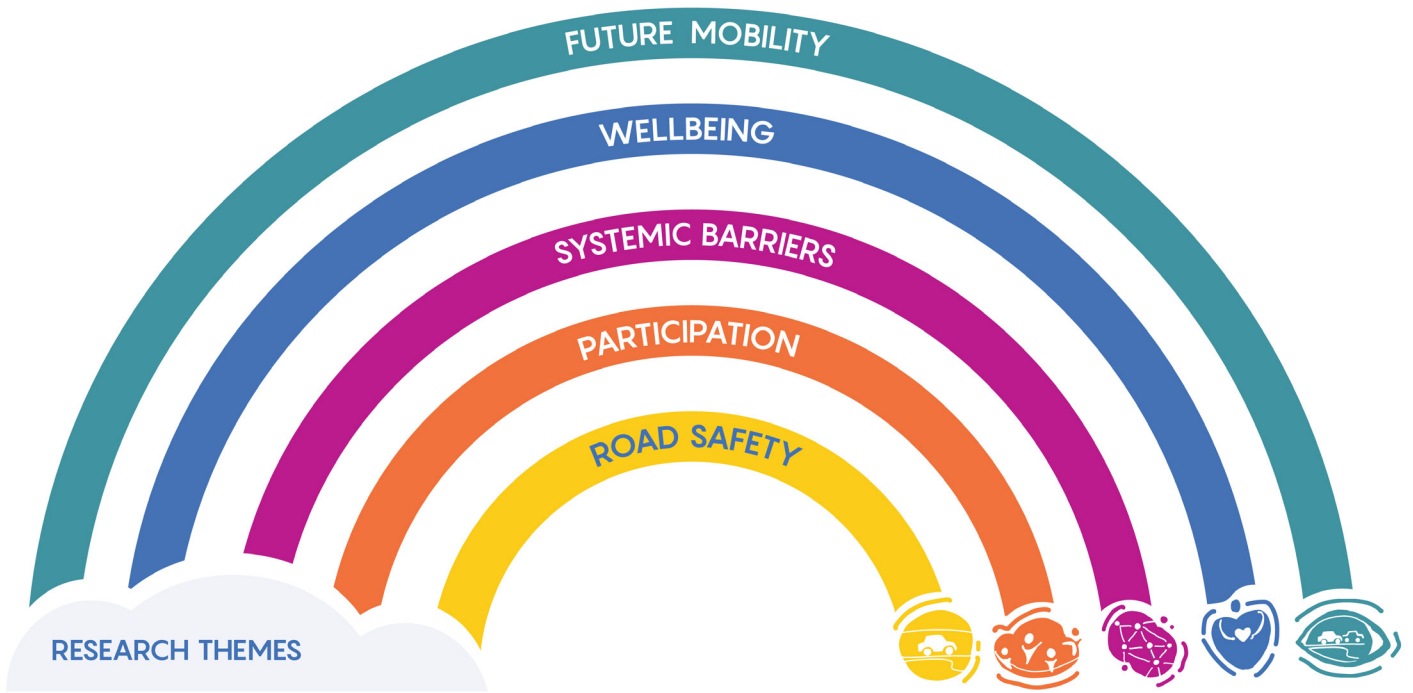 FUTURE MOBILITY
WELLBEING
SYSTEMIC BARRIERS
PARTICIPATION
ROAD SAFETY
RESEARCH THEMES